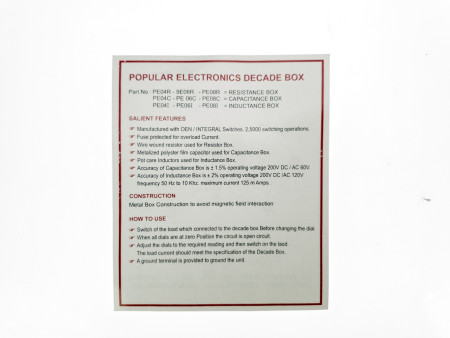 POPULAR ELECTRONICS DECADE BOX
Part No : PE04R - 9E06R - PE08R = RESISTANCE BOX
PE04C - PE 06C - PE08C = CAPACITANCE BOX
PE04I - PE06I - PE08I = INDUCTANCE BOX
SALIENT FEATURES
☞ Manufactured with DEN / INTEGRAL Switches. 2,5000 switching operations.
☞ Fuse protected for overload Current.
☞ Wire wound resistor used for Resister Box.
☞ Metalized polyster film capacitor used for Capacitance Box.
☞ Pot care Inductors used for Inductance Box.
☞ Accuracy of Capacitance Box is ± 1.5% operating voltage 200V DC / AC 60V.
☞ Accuracy of Inductance Box is ± 2% operating voltage 200V DC /AC 120V
frequency 50 Hz to 10 Khz. maximum current 125 m Amps.
CONSTRUCTION
Metal Box Construction to avoid magnetic field interaction
HOW TO USE
☞ Switch of the load which connected to the decade box Before changing the dial
☞ When all dials are at zero Position the circuit is open circuit.
☞ Adjust the dials to the required reading and then switch on the load.
The load current should meet the specification of the Decade Box.
☞ A ground terminal is provided to ground the unit.